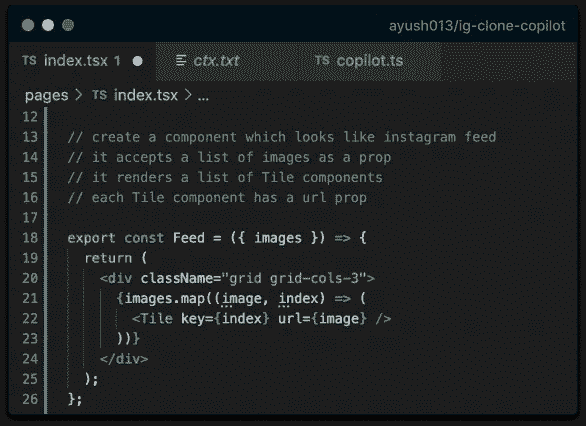 ayush013/ig-clone-copilot
TS index.tsx 1 ctx.txt TS copilot.ts
pages > TS index.tsx > ...
12
13 // create a component which looks like instagram feed
14 // it accepts a list of images as a prop
15 // it renders a list of Tile components
16 // each Tile component has a url prop
17
18 export const Feed = ({ images }) => {
19   return (
20     <div className="grid grid-cols-3">
21       {images.map((image, index) => (
22         <Tile key={index} url={image} />
23       ))}
24     </div>
25   );
26 };